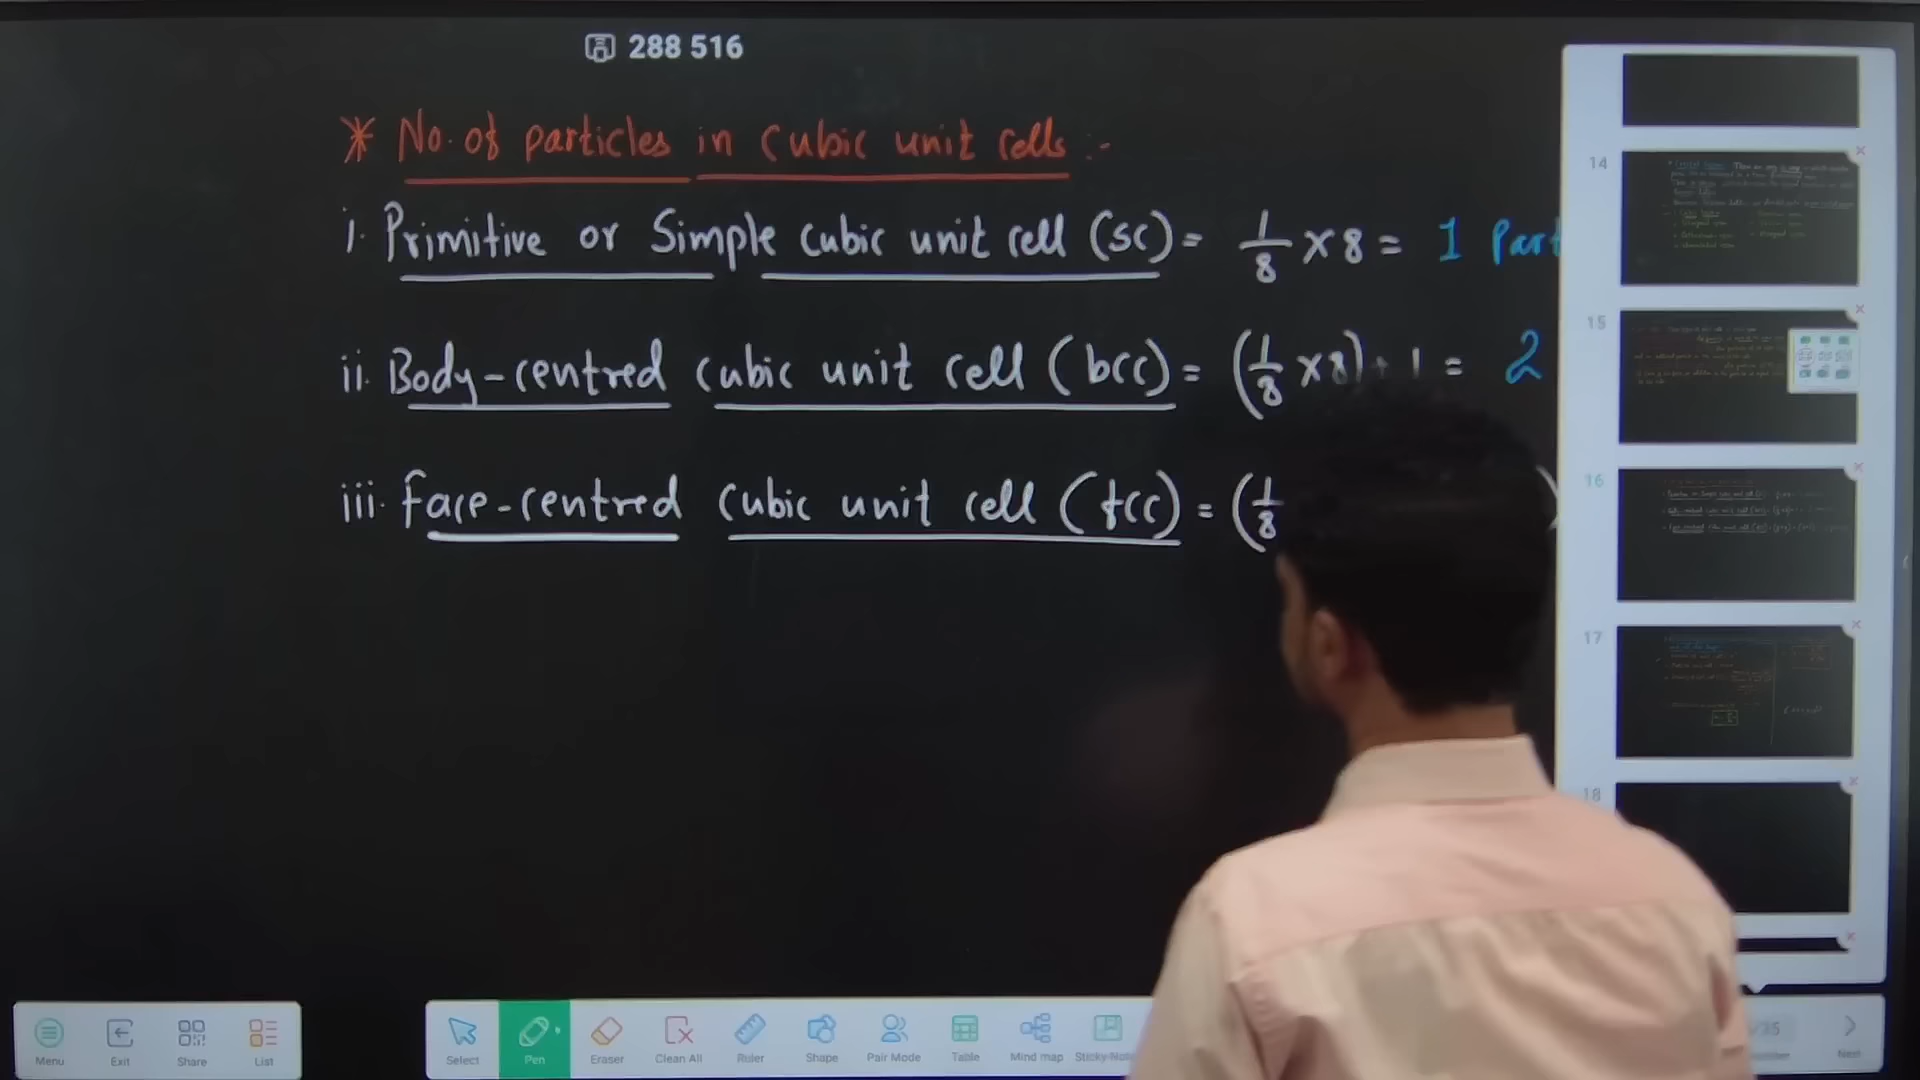 288 516
* No. of particles in cubic unit cells :-
i. Primitive or Simple cubic unit cell (sc) = 1/8 × 8 = 1 Part
ii. Body-centred cubic unit cell (bcc) = (1/8 × 8) + 1 = 2
iii. Face-centred cubic unit cell (fcc) = (1/8 )
14
15
16
17
18
Menu Exit Share List Select Pen Eraser Clean All Ruler Shape Pair Mode Table Mind map Next